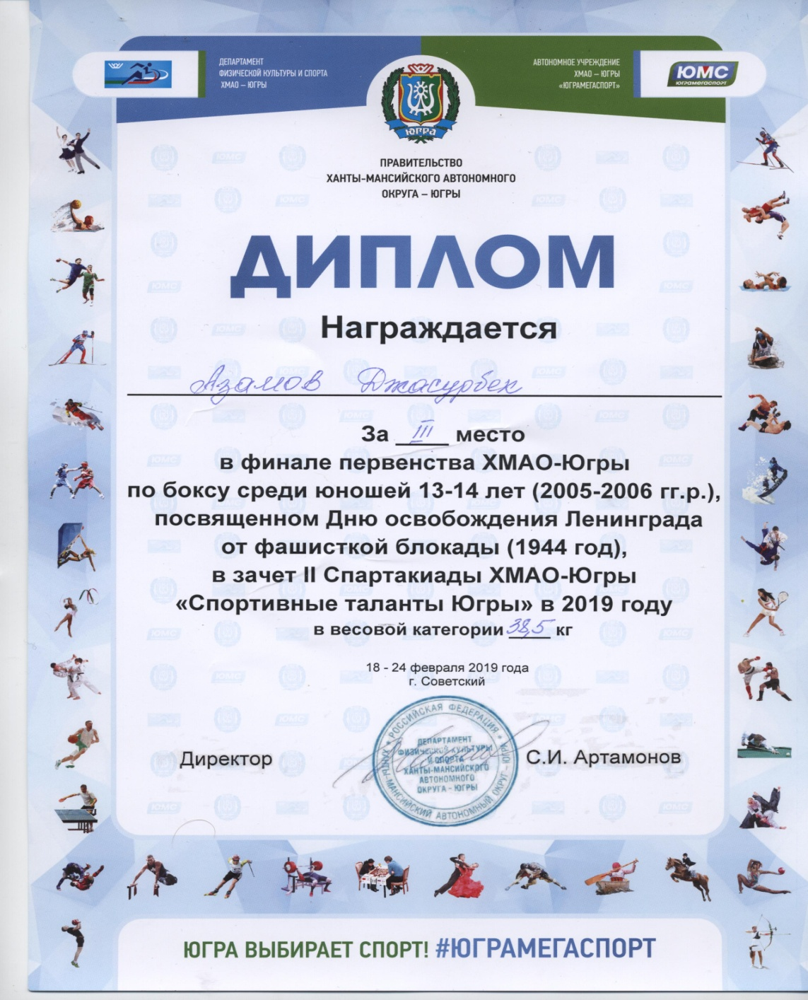 ДЕПАРТАМЕНТ
ФИЗИЧЕСКОЙ КУЛЬТУРЫ И СПОРТА
ХМАО – ЮГРЫ
АВТОНОМНОЕ УЧРЕЖДЕНИЕ
ХМАО – ЮГРЫ
«ЮГРАМЕГАСПОРТ»
ЮМС
ЮГРАМЕГАСПОРТ
ЮГРА
ПРАВИТЕЛЬСТВО
ХАНТЫ-МАНСИЙСКОГО АВТОНОМНОГО
ОКРУГА – ЮГРЫ
ДИПЛОМ
Награждается
Азамов Джасурбек
За III место
в финале первенства ХМАО-Югры
по боксу среди юношей 13-14 лет (2005-2006 гг.р.),
посвященном Дню освобождения Ленинграда
от фашисткой блокады (1944 год),
в зачет II Спартакиады ХМАО-Югры
«Спортивные таланты Югры» в 2019 году
в весовой категории 38,5 кг
18 - 24 февраля 2019 года
г. Советский
Директор
С.И. Артамонов
РОССИЙСКАЯ ФЕДЕРАЦИЯ
ХАНТЫ-МАНСИЙСКИЙ АВТОНОМНЫЙ ОКРУГ - ЮГРА
ДЕПАРТАМЕНТ
ФИЗИЧЕСКОЙ КУЛЬТУРЫ
И СПОРТА
ХАНТЫ-МАНСИЙСКОГО
АВТОНОМНОГО
ОКРУГА - ЮГРЫ
ЮГРА ВЫБИРАЕТ СПОРТ! #ЮГРАМЕГАСПОРТ